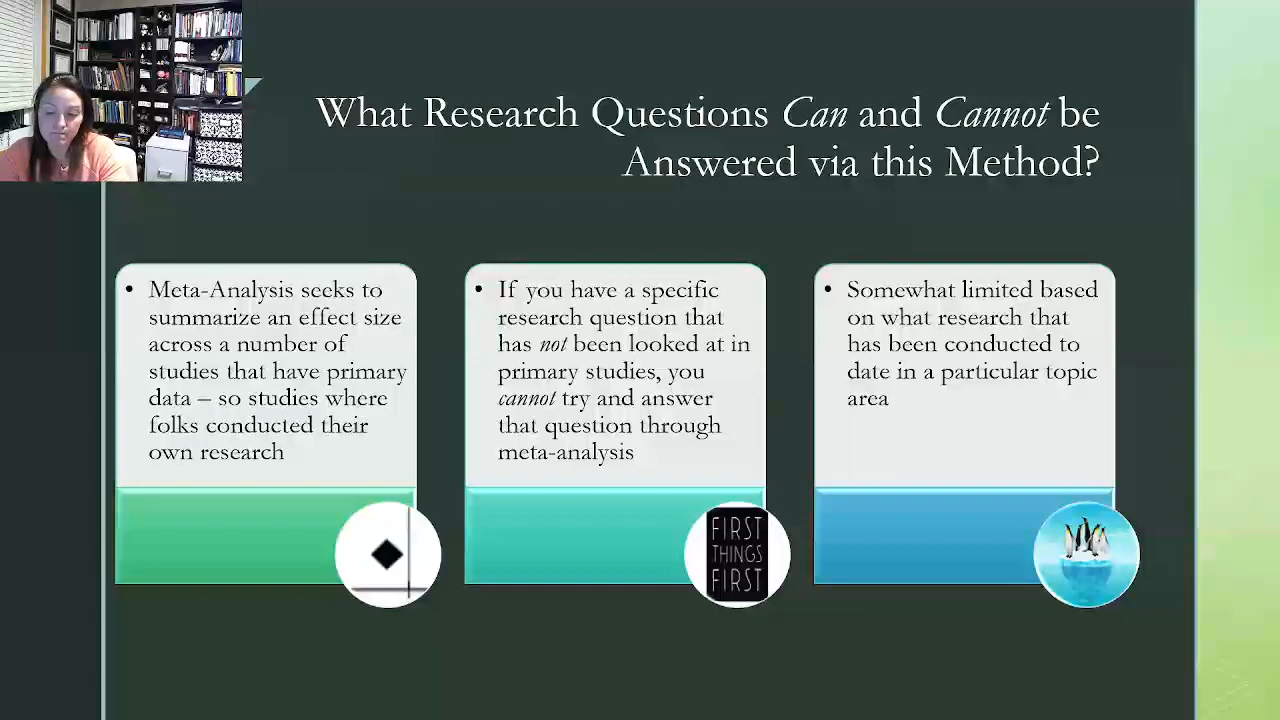 What Research Questions Can and Cannot be
Answered via this Method?
• Meta-Analysis seeks to
summarize an effect size
across a number of
studies that have primary
data – so studies where
folks conducted their
own research
• If you have a specific
research question that
has not been looked at in
primary studies, you
cannot try and answer
that question through
meta-analysis
FIRST
THINGS
FIRST
• Somewhat limited based
on what research that
has been conducted to
date in a particular topic
area